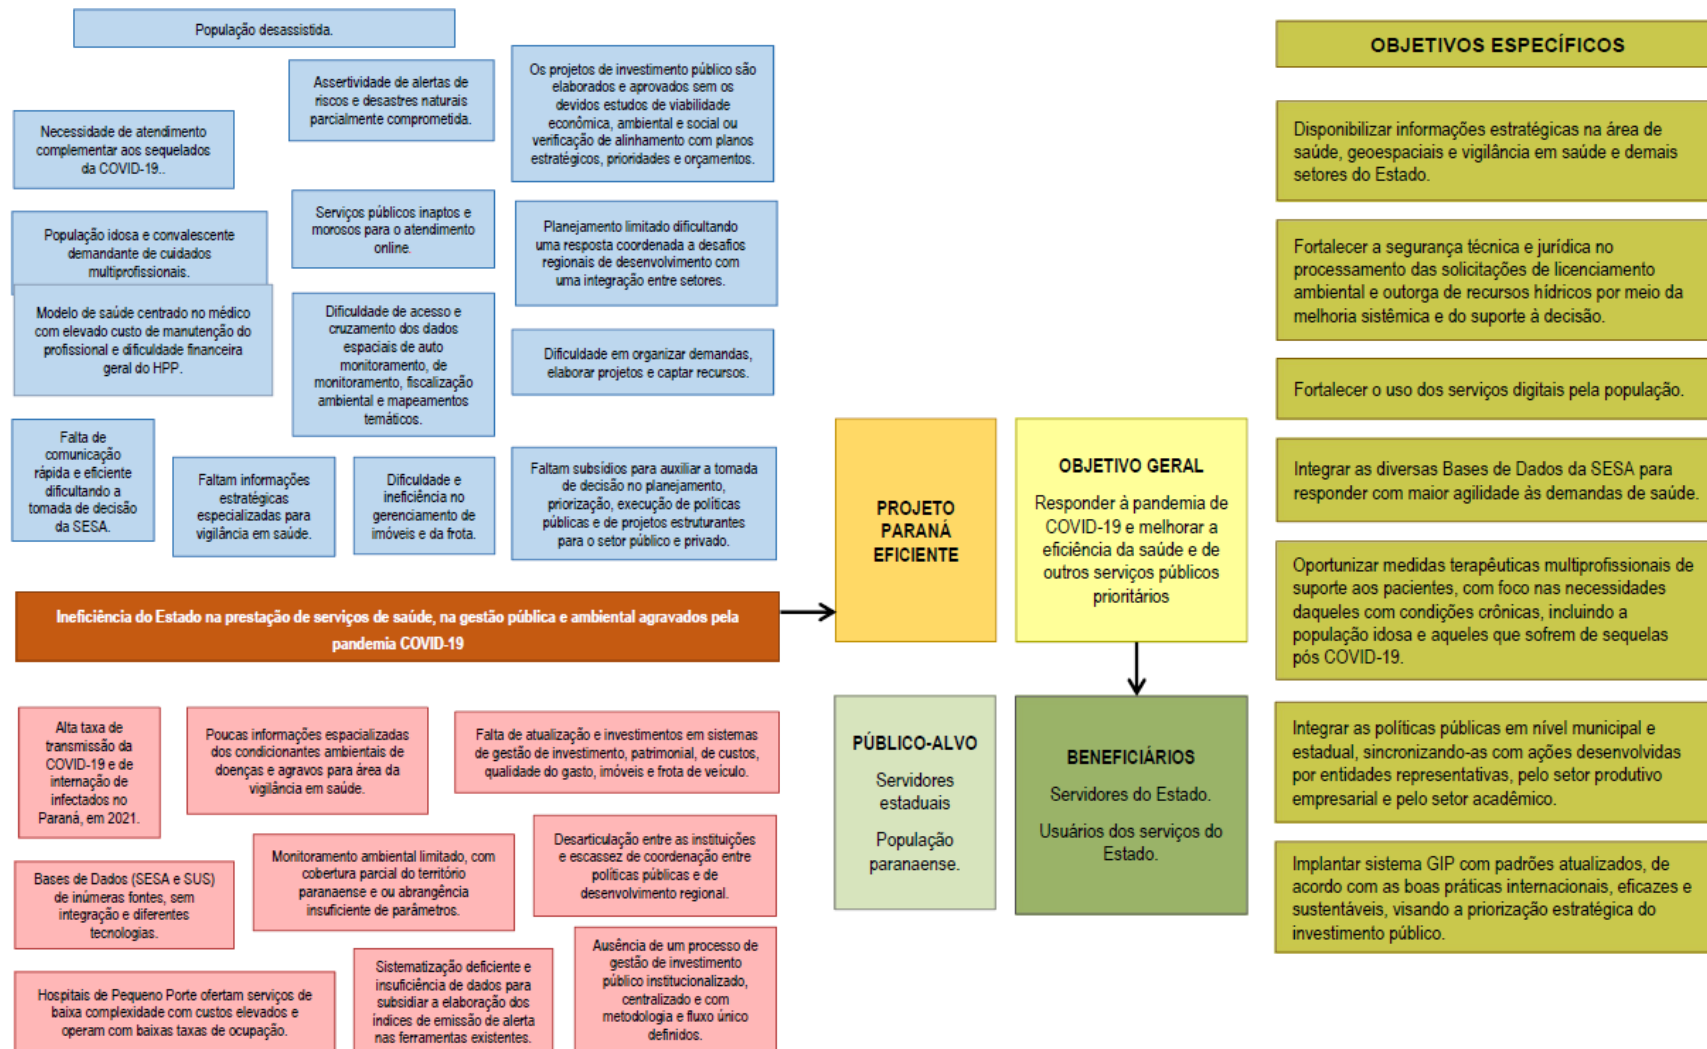 População desassistida.
Assertividade de alertas de
riscos e desastres naturais
parcialmente comprometida.
Os projetos de investimento público são
elaborados e aprovados sem os
devidos estudos de viabilidade
econômica, ambiental e social ou
verificação de alinhamento com planos
estratégicos, prioridades e orçamentos.
Necessidade de atendimento
complementar aos sequelados
da COVID-19..
Serviços públicos inaptos e
morosos para o atendimento
online.
Planejamento limitado dificultando
uma resposta coordenada a desafios
regionais de desenvolvimento com
uma integração entre setores.
População idosa e convalescente
demandante de cuidados
multiprofissionais.
Modelo de saúde centrado no médico
com elevado custo de manutenção do
profissional e dificuldade financeira
geral do HPP.
Dificuldade de acesso e
cruzamento dos dados
espaciais de auto
monitoramento, de
monitoramento, fiscalização
ambiental e mapeamentos
temáticos.
Dificuldade em organizar demandas,
elaborar projetos e captar recursos.
Falta de
comunicação
rápida e eficiente
dificultando a
tomada de decisão
da SESA.
Faltam informações
estratégicas
especializadas para
vigilância em saúde.
Dificuldade e
ineficiência no
gerenciamento de
imóveis e da frota.
Faltam subsídios para auxiliar a tomada
de decisão no planejamento,
priorização, execução de políticas
públicas e de projetos estruturantes
para o setor público e privado.
Ineficiência do Estado na prestação de serviços de saúde, na gestão pública e ambiental agravados pela
pandemia COVID-19
Alta taxa de
transmissão da
COVID-19 e de
internação de
infectados no
Paraná, em 2021.
Poucas informações espacializadas
dos condicionantes ambientais de
doenças e agravos para área da
vigilância em saúde.
Falta de atualização e investimentos em sistemas
de gestão de investimento, patrimonial, de custos,
qualidade do gasto, imóveis e frota de veículo.
Bases de Dados (SESA e SUS)
de inúmeras fontes, sem
integração e diferentes
tecnologias.
Monitoramento ambiental limitado, com
cobertura parcial do território
paranaense e ou abrangência
insuficiente de parâmetros.
Desarticulação entre as instituições
e escassez de coordenação entre
políticas públicas e de
desenvolvimento regional.
Hospitais de Pequeno Porte ofertam serviços de
baixa complexidade com custos elevados e
operam com baixas taxas de ocupação.
Sistematização deficiente e
insuficiência de dados para
subsidiar a elaboração dos
índices de emissão de alerta
nas ferramentas existentes.
Ausência de um processo de
gestão de investimento
público institucionalizado,
centralizado e com
metodologia e fluxo único
definidos.
PROJETO
PARANÁ
EFICIENTE
OBJETIVO GERAL
Responder à pandemia de
COVID-19 e melhorar a
eficiência da saúde e de
outros serviços públicos
prioritários
PÚBLICO-ALVO
Servidores
estaduais
População
paranaense.
BENEFICIÁRIOS
Servidores do Estado.
Usuários dos serviços do
Estado.
OBJETIVOS ESPECÍFICOS
Disponibilizar informações estratégicas na área de
saúde, geoespaciais e vigilância em saúde e demais
setores do Estado.
Fortalecer a segurança técnica e jurídica no
processamento das solicitações de licenciamento
ambiental e outorga de recursos hídricos por meio da
melhoria sistêmica e do suporte à decisão.
Fortalecer o uso dos serviços digitais pela população.
Integrar as diversas Bases de Dados da SESA para
responder com maior agilidade às demandas de saúde.
Oportunizar medidas terapêuticas multiprofissionais de
suporte aos pacientes, com foco nas necessidades
daqueles com condições crônicas, incluindo a
população idosa e aqueles que sofrem de sequelas
pós COVID-19.
Integrar as políticas públicas em nível municipal e
estadual, sincronizando-as com ações desenvolvidas
por entidades representativas, pelo setor produtivo
empresarial e pelo setor acadêmico.
Implantar sistema GIP com padrões atualizados, de
acordo com as boas práticas internacionais, eficazes e
sustentáveis, visando a priorização estratégica do
investimento público.